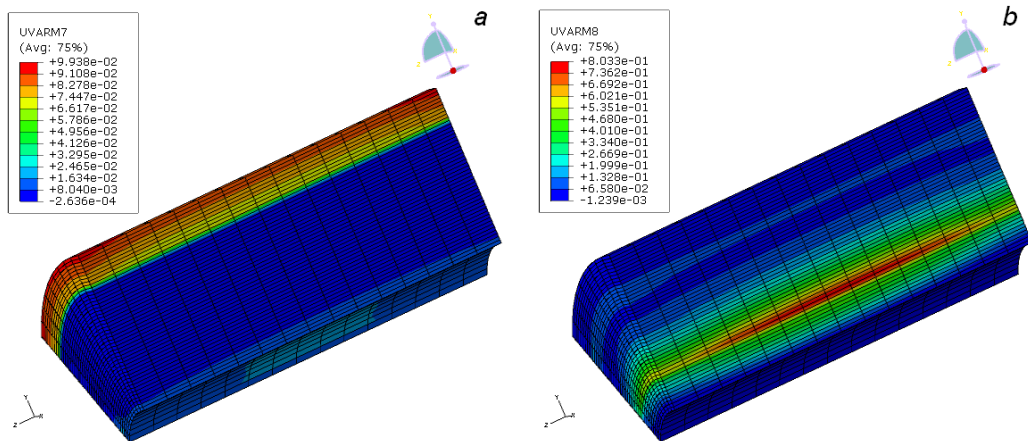 a
UVARM7
(Avg: 75%)
+9.938e-02
+9.108e-02
+8.278e-02
+7.447e-02
+6.617e-02
+5.786e-02
+4.956e-02
+4.126e-02
+3.295e-02
+2.465e-02
+1.634e-02
+8.040e-03
-2.636e-04
Y
Z
X
Y
Z
X
b
UVARM8
(Avg: 75%)
+8.033e-01
+7.362e-01
+6.692e-01
+6.021e-01
+5.351e-01
+4.680e-01
+4.010e-01
+3.340e-01
+2.669e-01
+1.999e-01
+1.328e-01
+6.580e-02
-1.239e-03
Y
Z
X
Y
Z
X